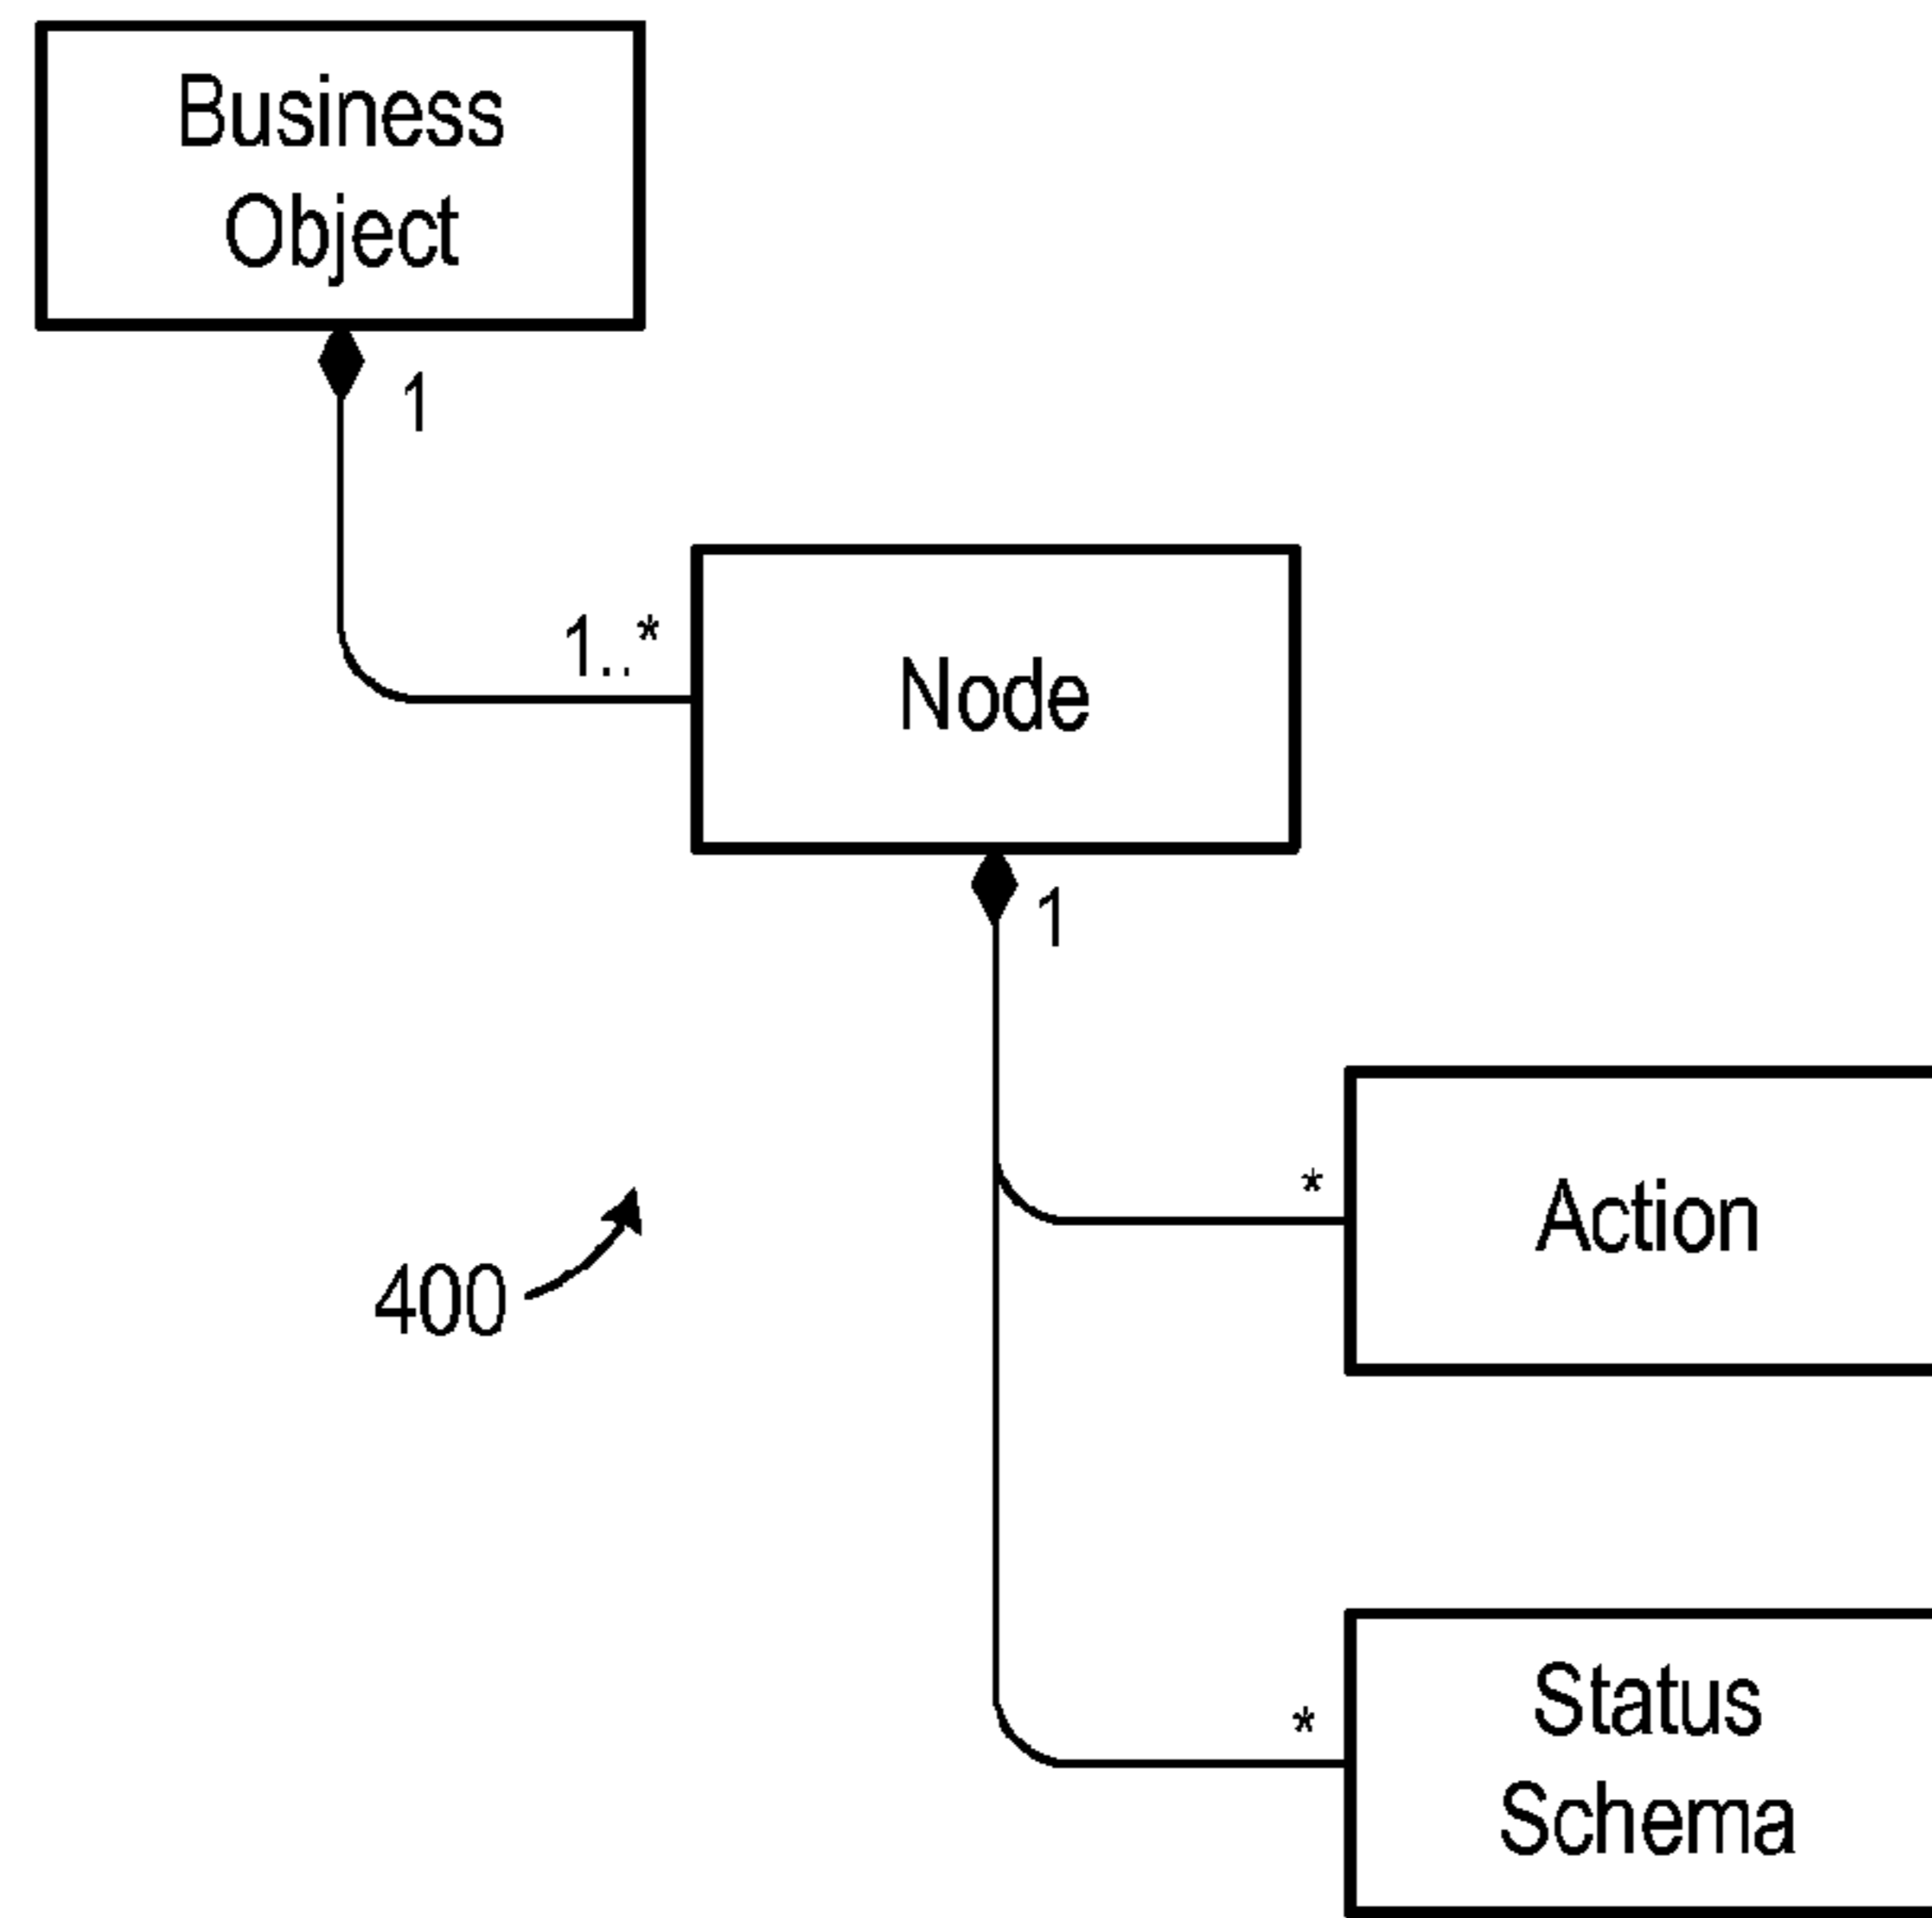 Business
Object
1
1..*
Node
1
*
Action
400
*
Status
Schema